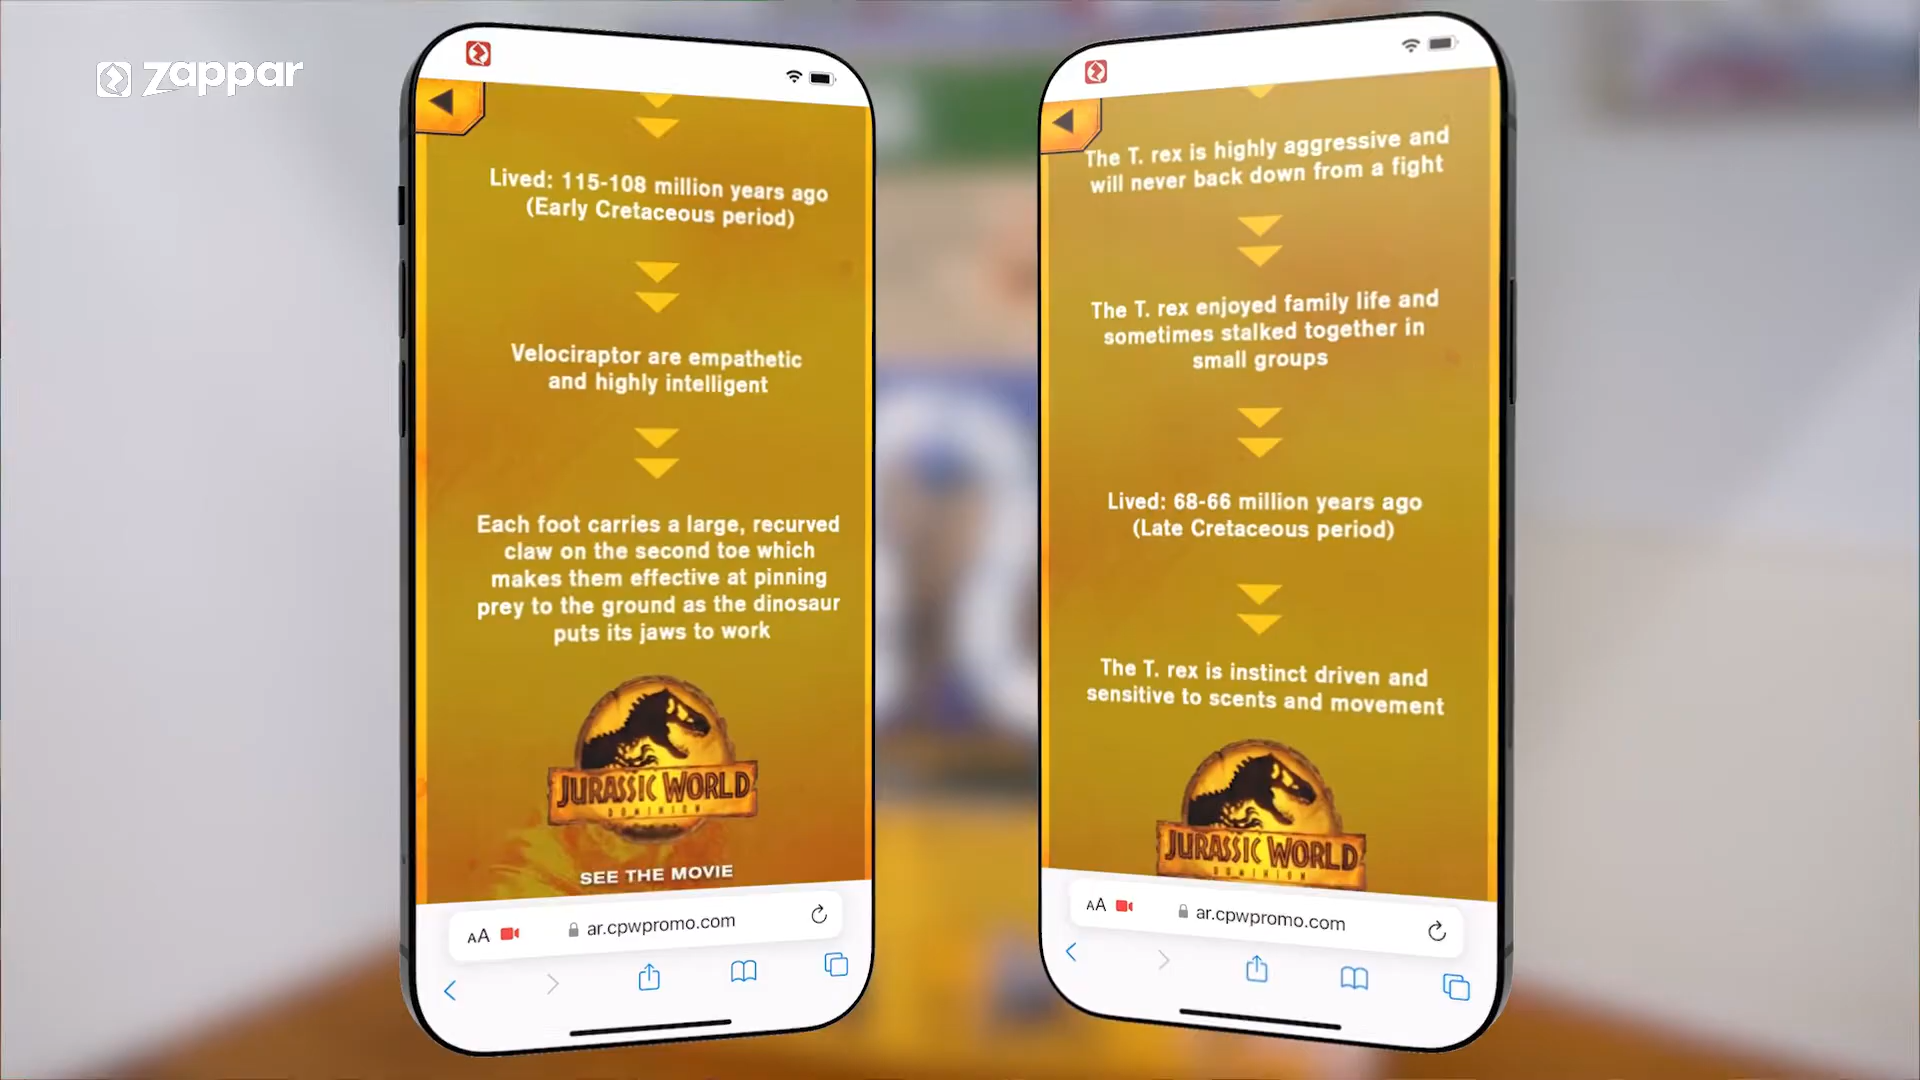 zappar
Lived: 115-108 million years ago
(Early Cretaceous period)
Velociraptor are empathetic
and highly intelligent
Each foot carries a large, recurved
claw on the second toe which
makes them effective at pinning
prey to the ground as the dinosaur
puts its jaws to work
JURASSIC WORLD
DOMINION
SEE THE MOVIE
AA
ar.cpwpromo.com
The T. rex is highly aggressive and
will never back down from a fight
The T. rex enjoyed family life and
sometimes stalked together in
small groups
Lived: 68-66 million years ago
(Late Cretaceous period)
The T. rex is instinct driven and
sensitive to scents and movement
JURASSIC WORLD
DOMINION
AA
ar.cpwpromo.com